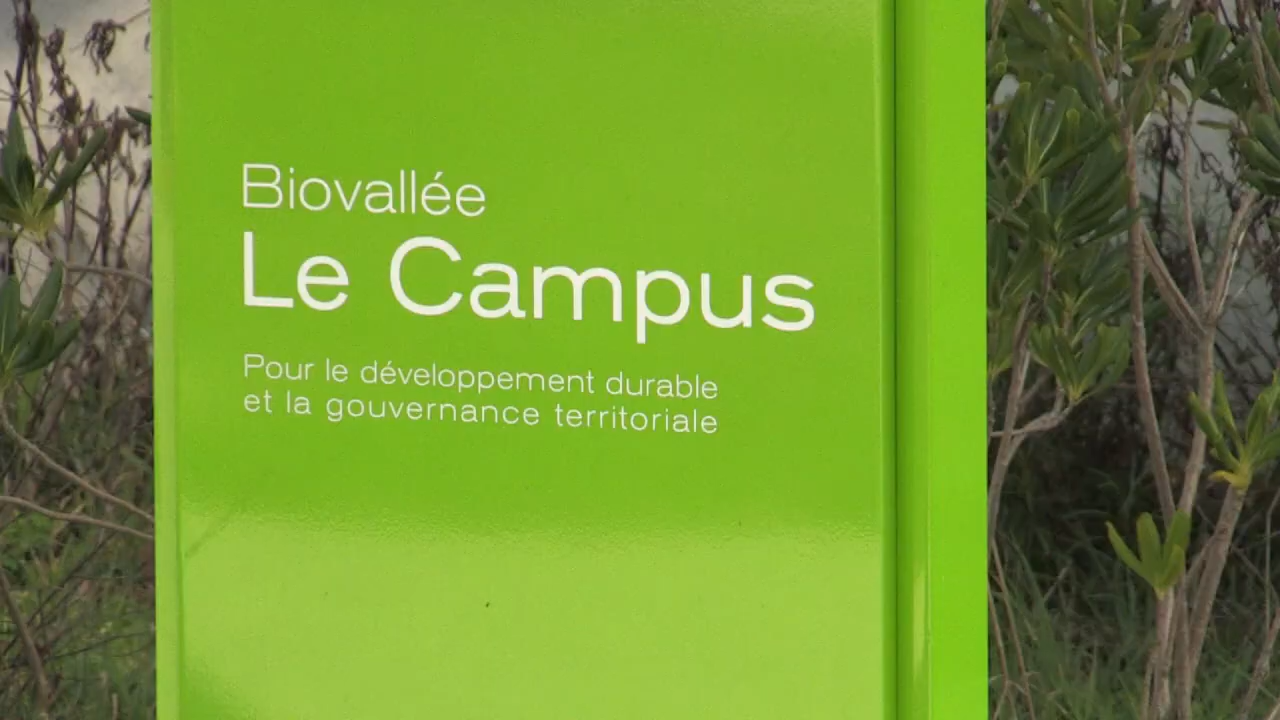 Biovallée
Le Campus
Pour le développement durable
et la gouvernance territoriale